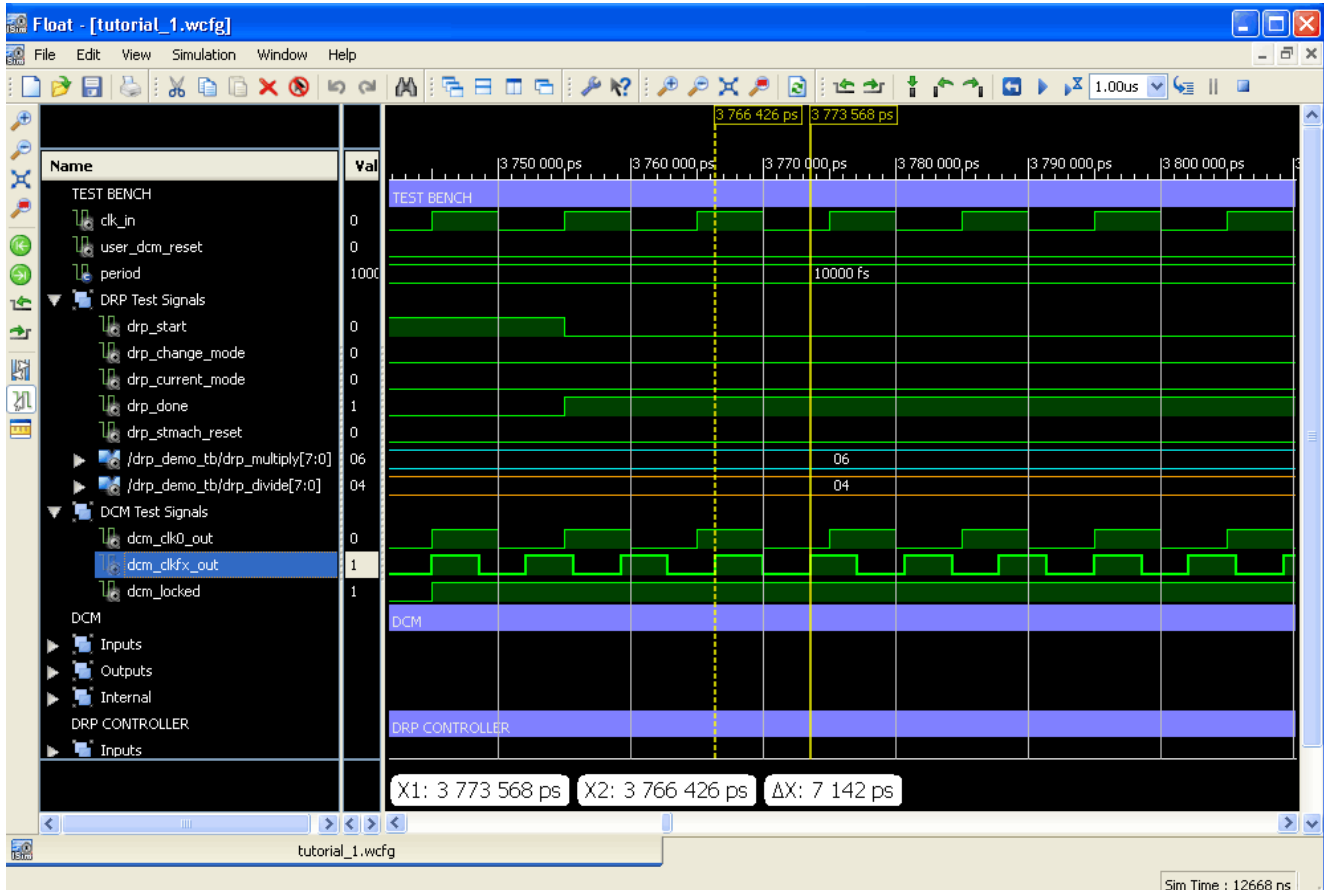 Float - [tutorial_1.wcfg]
File Edit View Simulation Window Help
1.00us
3 766 426 ps 3 773 568 ps
Name Val 3 750 000 ps 3 760 000 ps 3 770 000 ps 3 780 000 ps 3 790 000 ps 3 800 000 ps
TEST BENCH TEST BENCH
clk_in 0
user_dcm_reset 0
period 1000 10000 fs
DRP Test Signals
drp_start 0
drp_change_mode 0
drp_current_mode 0
drp_done 1
drp_stmach_reset 0
/drp_demo_tb/drp_multiply[7:0] 06 06
/drp_demo_tb/drp_divide[7:0] 04 04
DCM Test Signals
dcm_clk0_out 0
dcm_clkfx_out 1
dcm_locked 1
DCM DCM
Inputs
Outputs
Internal
DRP CONTROLLER DRP CONTROLLER
Inputs
X1: 3 773 568 ps X2: 3 766 426 ps ΔX: 7 142 ps
tutorial_1.wcfg
Sim Time : 12668 ns